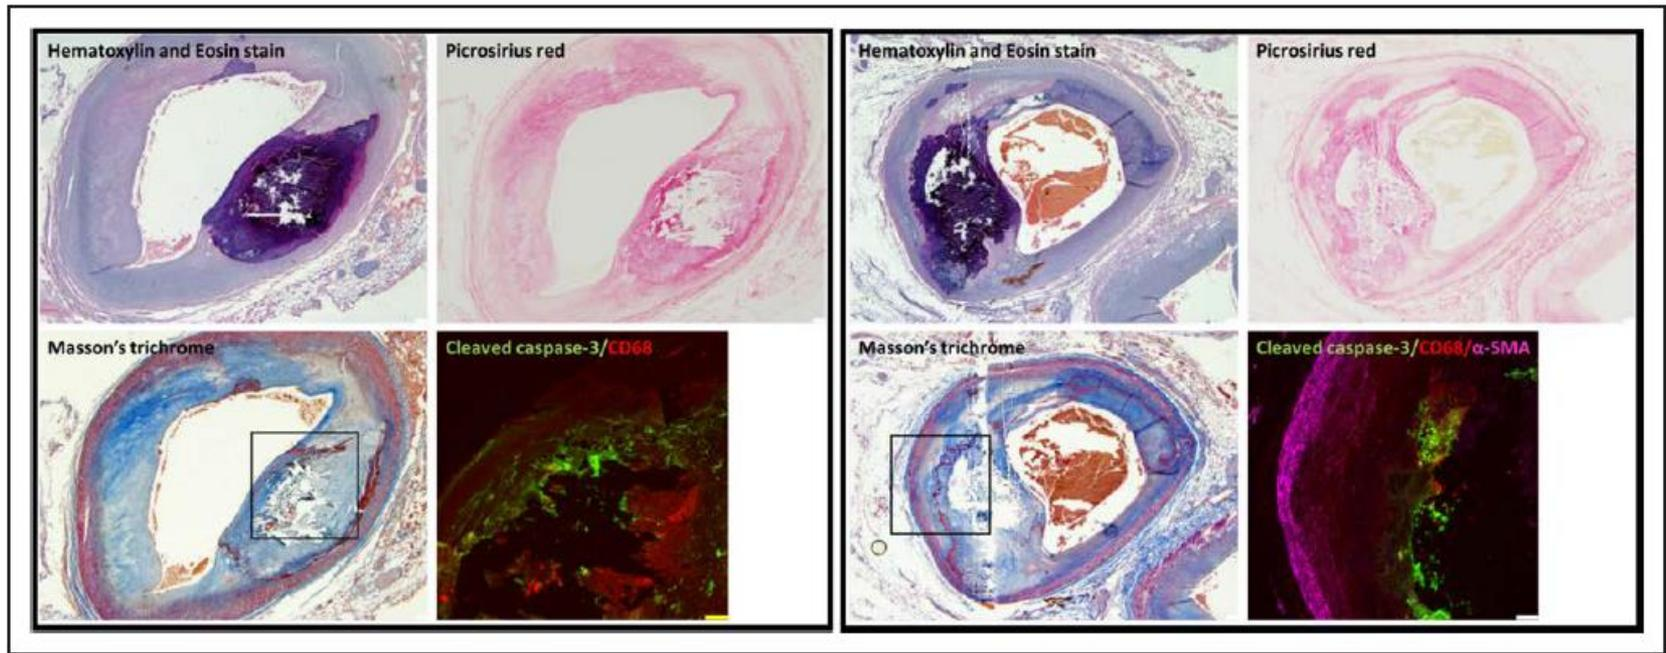 Hematoxylin and Eosin stain
Picrosirius red
Masson's trichrome
Cleaved caspase-3/CD68
Hematoxylin and Eosin stain
Picrosirius red
Masson's trichrome
Cleaved caspase-3/CD68/α-SMA